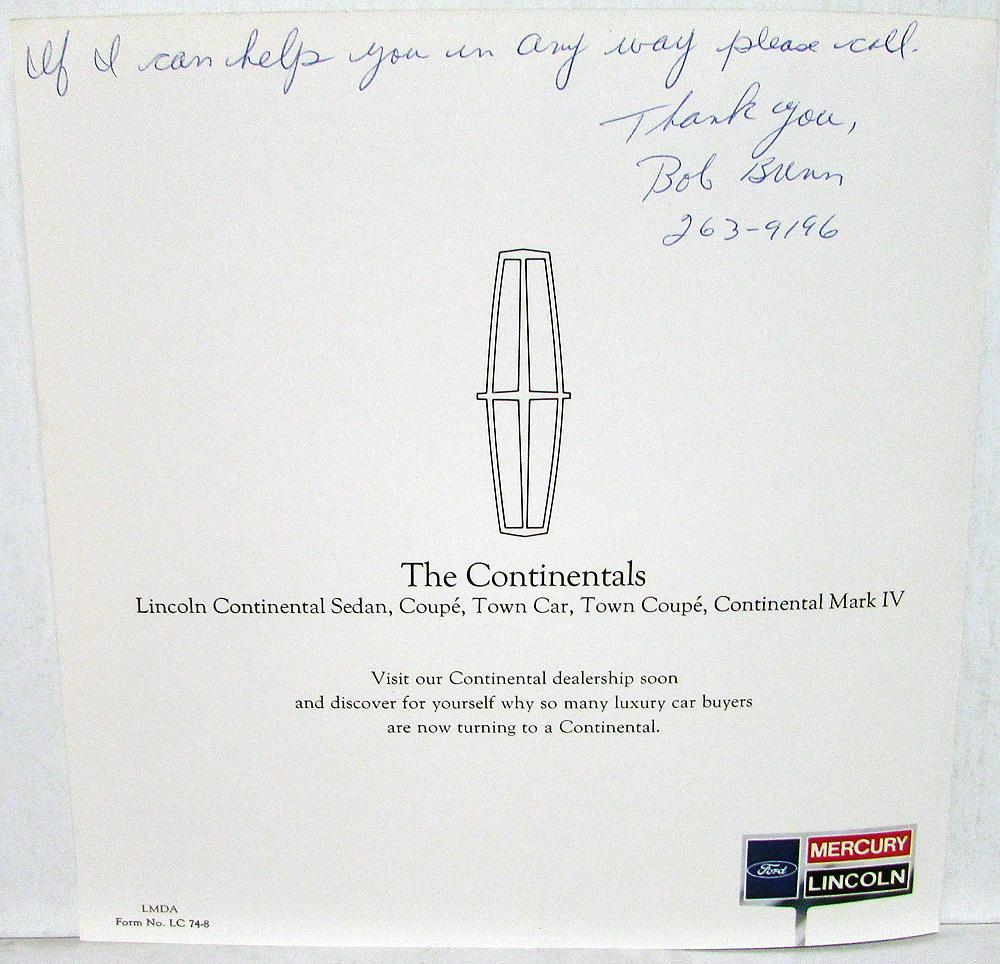 If I can help you in any way please call.
Thank you,
Bob
263-9196
The Continentals
Lincoln Continental Sedan, Coupé, Town Car, Town Coupé, Continental Mark IV
Visit our Continental dealership soon
and discover for yourself why so many luxury car buyers
are now turning to a Continental.
Ford
MERCURY
LINCOLN
LMDA
Form No. LC 74-8